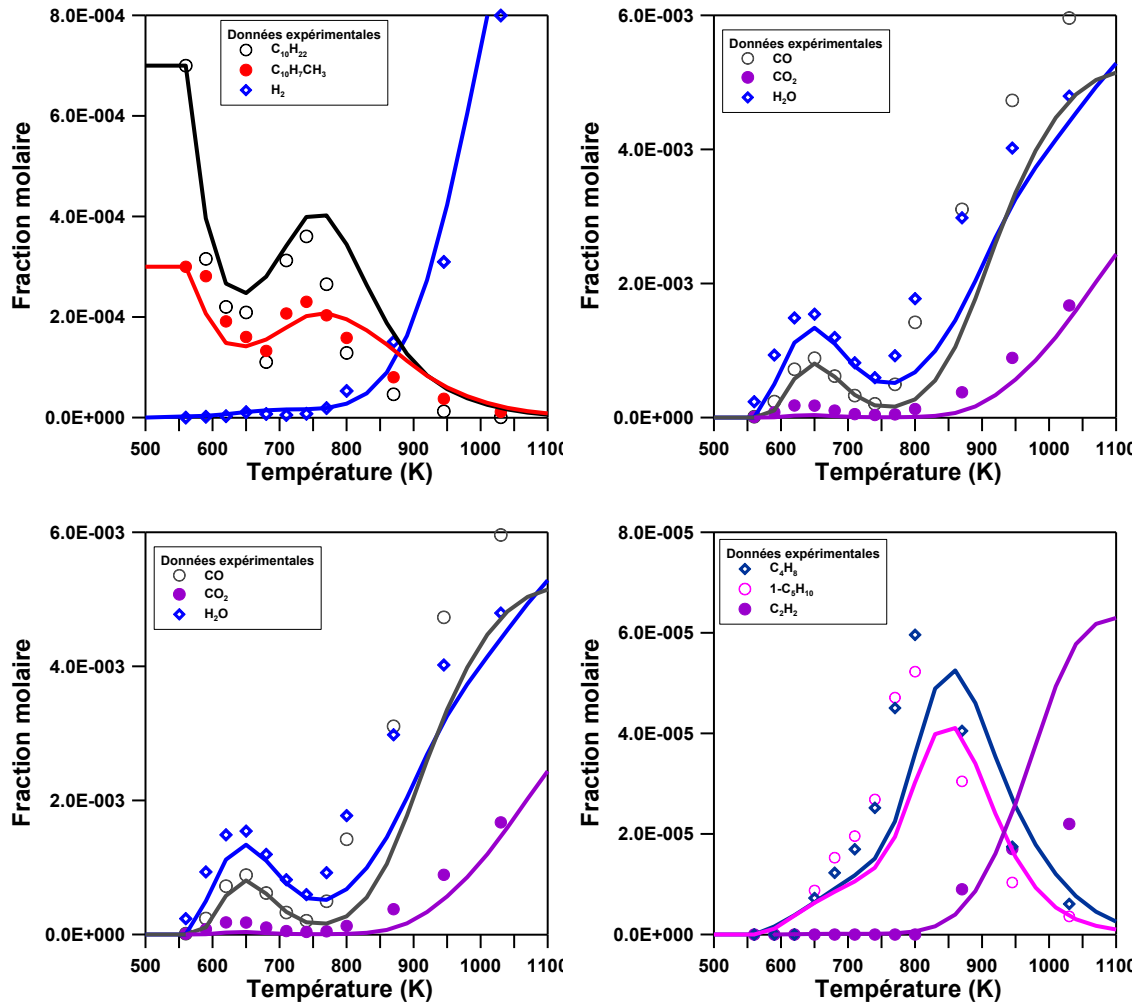 Données expérimentales
C₁₀H₂₂
C₁₀H₇CH₃
H₂
8.0E-004
6.0E-004
4.0E-004
2.0E-004
0.0E+000
Fraction molaire
500 600 700 800 900 1000 1100
Température (K)
Données expérimentales
CO
CO₂
H₂O
6.0E-003
4.0E-003
2.0E-003
0.0E+000
Fraction molaire
500 600 700 800 900 1000 1100
Température (K)
Données expérimentales
CO
CO₂
H₂O
6.0E-003
4.0E-003
2.0E-003
0.0E+000
Fraction molaire
500 600 700 800 900 1000 1100
Température (K)
Données expérimentales
C₄H₈
1-C₅H₁₀
C₂H₂
8.0E-005
6.0E-005
4.0E-005
2.0E-005
0.0E+000
Fraction molaire
500 600 700 800 900 1000 1100
Température (K)